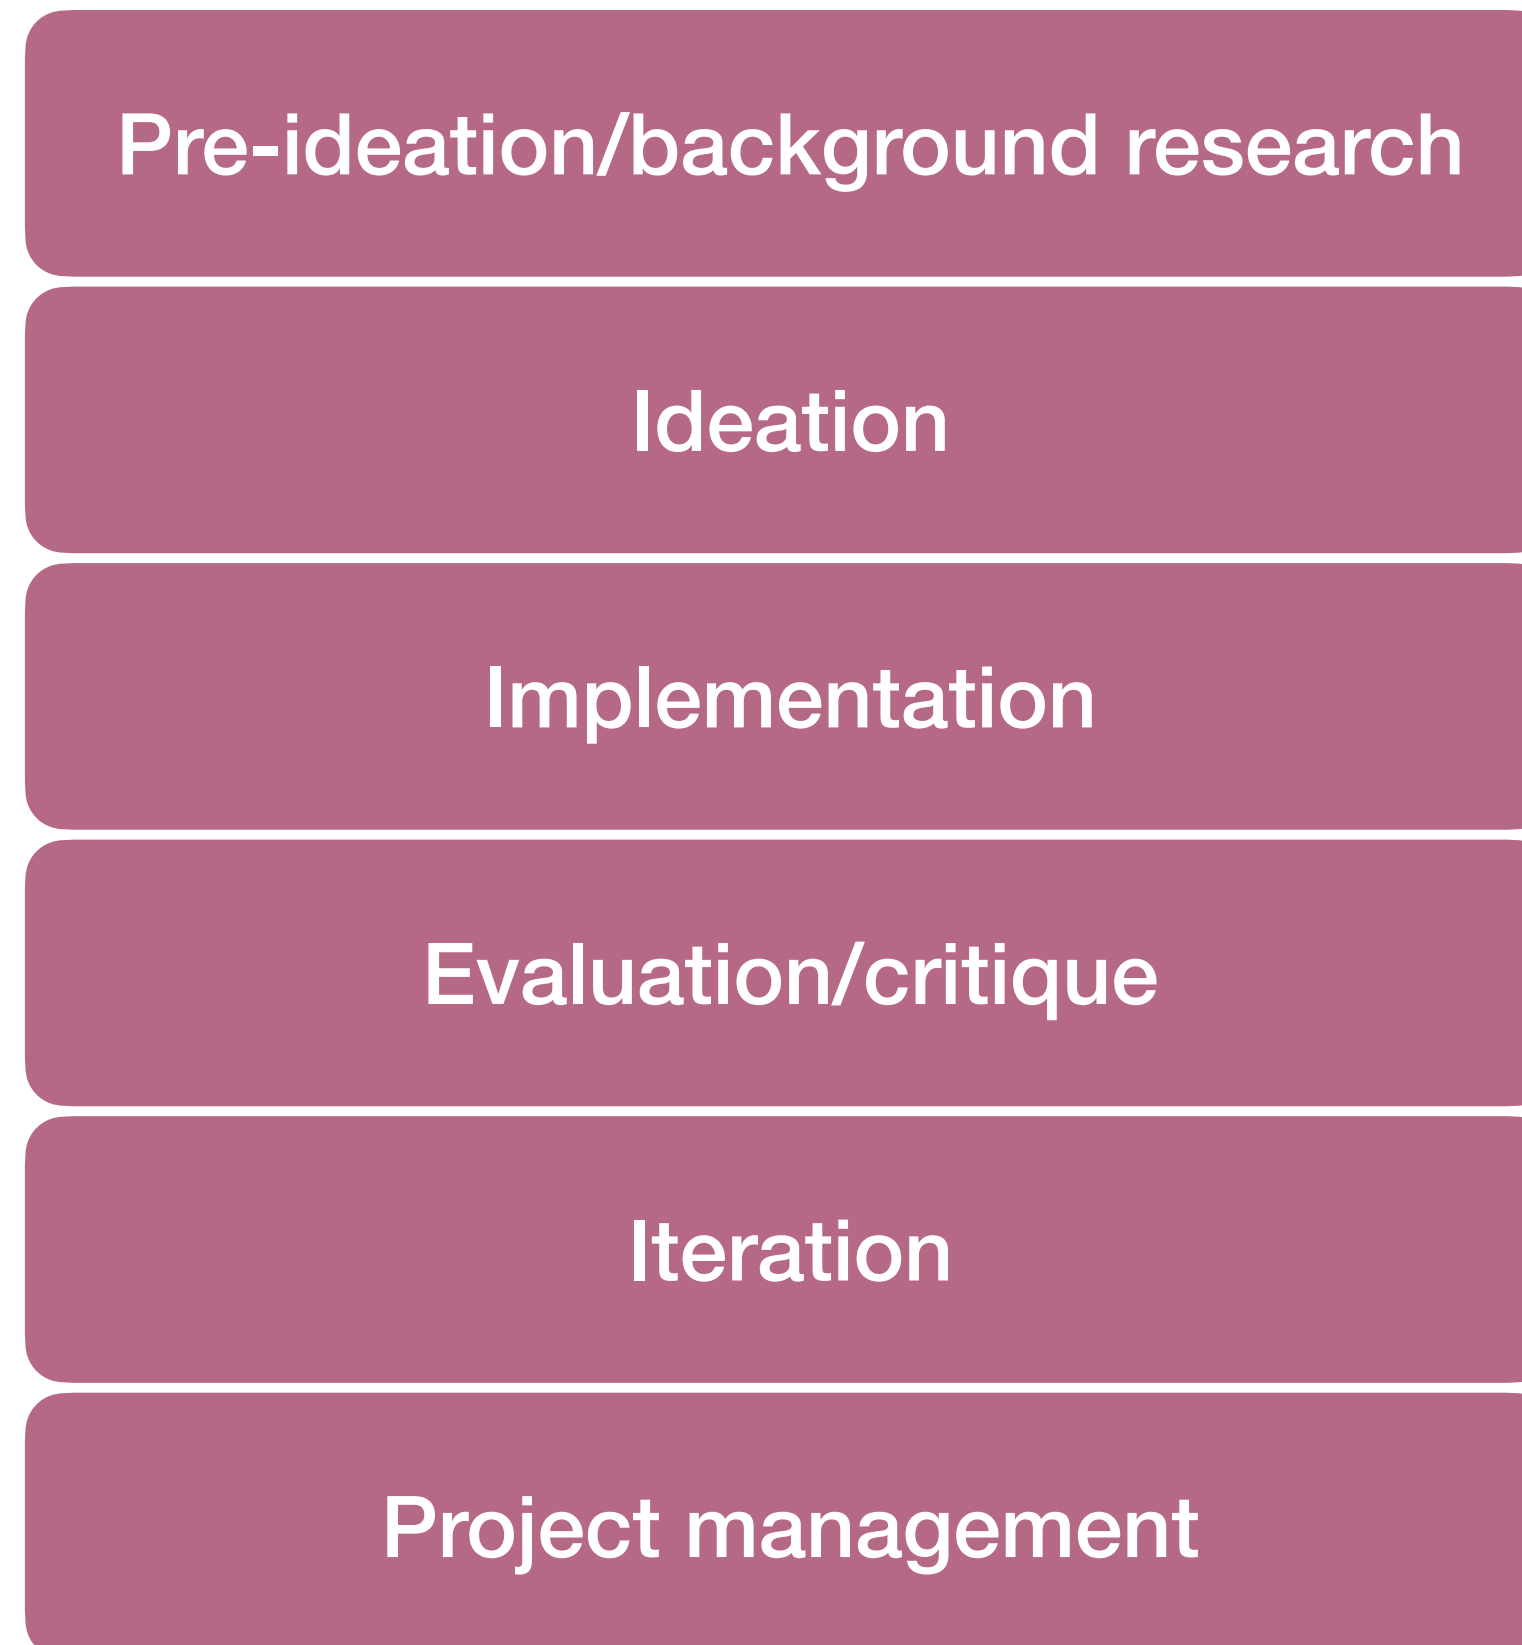 Pre-ideation/background research
Ideation
Implementation
Evaluation/critique
Iteration
Project management